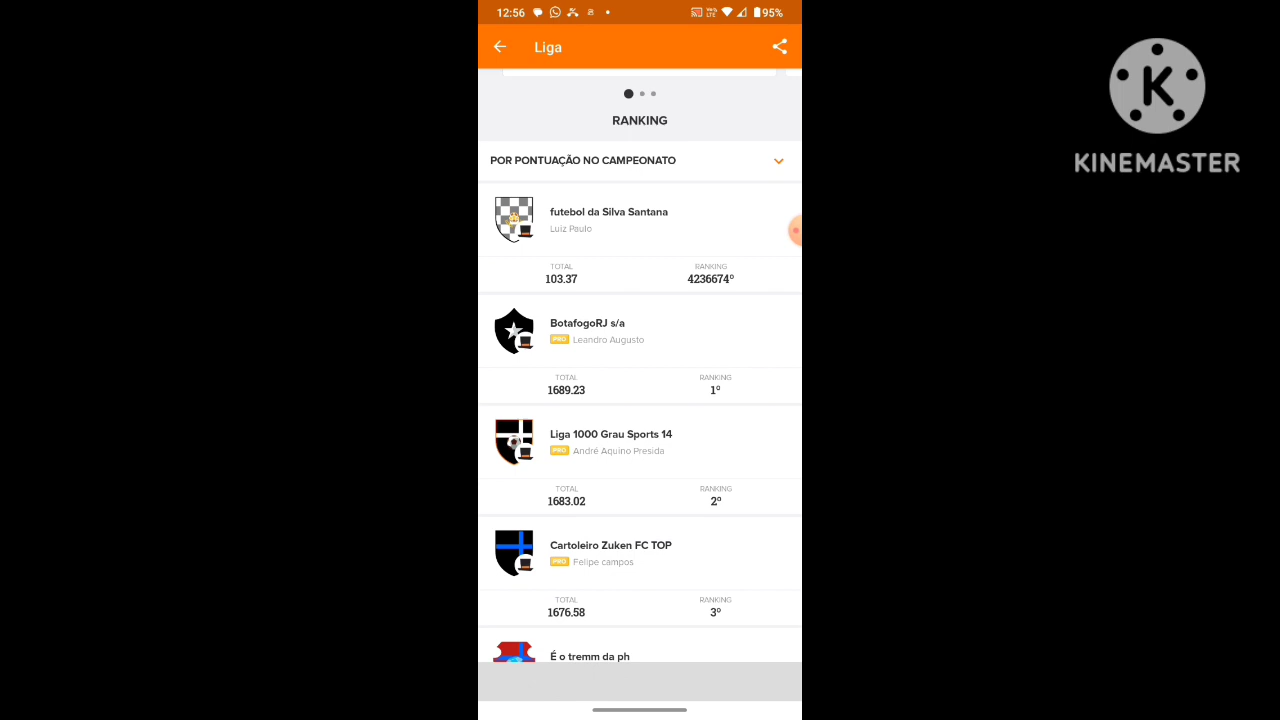 12:56
95%
Liga
RANKING
POR PONTUAÇÃO NO CAMPEONATO
futebol da Silva Santana
Luiz Paulo
TOTAL RANKING
103.37 4236674º
BotafogoRJ s/a
PRO Leandro Augusto
TOTAL RANKING
1689.23 1º
Liga 1000 Grau Sports 14
PRO André Aquino Presida
TOTAL RANKING
1683.02 2º
Cartoleiro Zuken FC TOP
PRO Felipe campos
TOTAL RANKING
1676.58 3º
É o tremm da ph
K
KINEMASTER